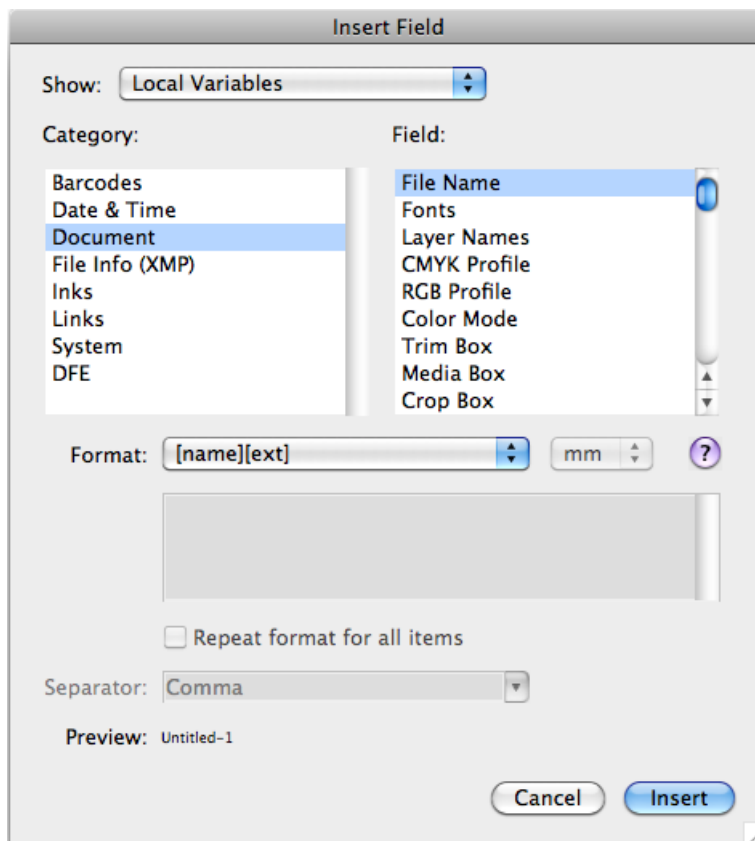 Insert Field
Show: Local Variables
Category: Field:
Barcodes
Date & Time
Document
File Info (XMP)
Inks
Links
System
DFE
File Name
Fonts
Layer Names
CMYK Profile
RGB Profile
Color Mode
Trim Box
Media Box
Crop Box
Format: [name][ext] mm ?
Repeat format for all items
Separator: Comma
Preview: Untitled-1
Cancel Insert